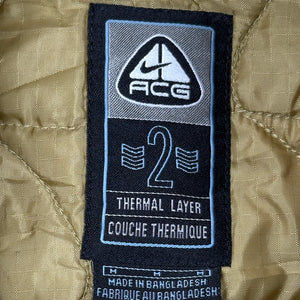 ACG
2
THERMAL LAYER
COUCHE THERMIQUE
M M M
MADE IN BANGLADESH
FABRIQUE AU BANGLADESH